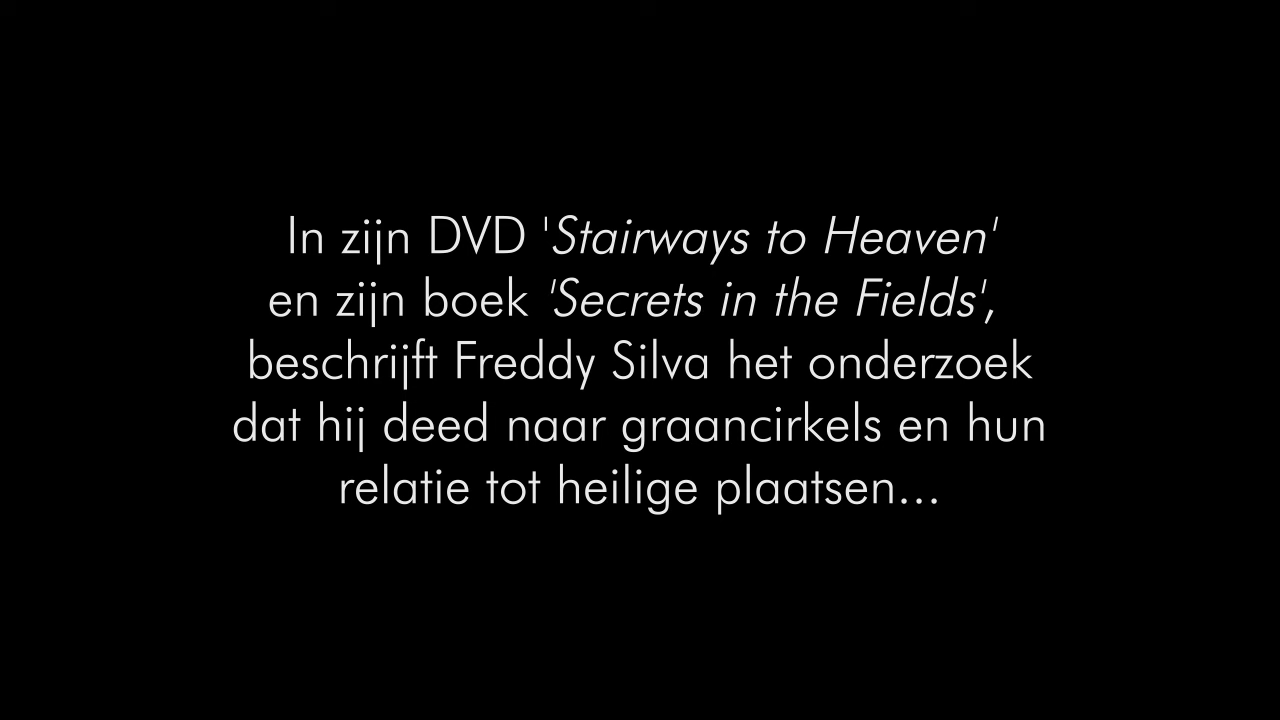 In zijn DVD 'Stairways to Heaven'
en zijn boek 'Secrets in the Fields',
beschrijft Freddy Silva het onderzoek
dat hij deed naar graancirkels en hun
relatie tot heilige plaatsen...